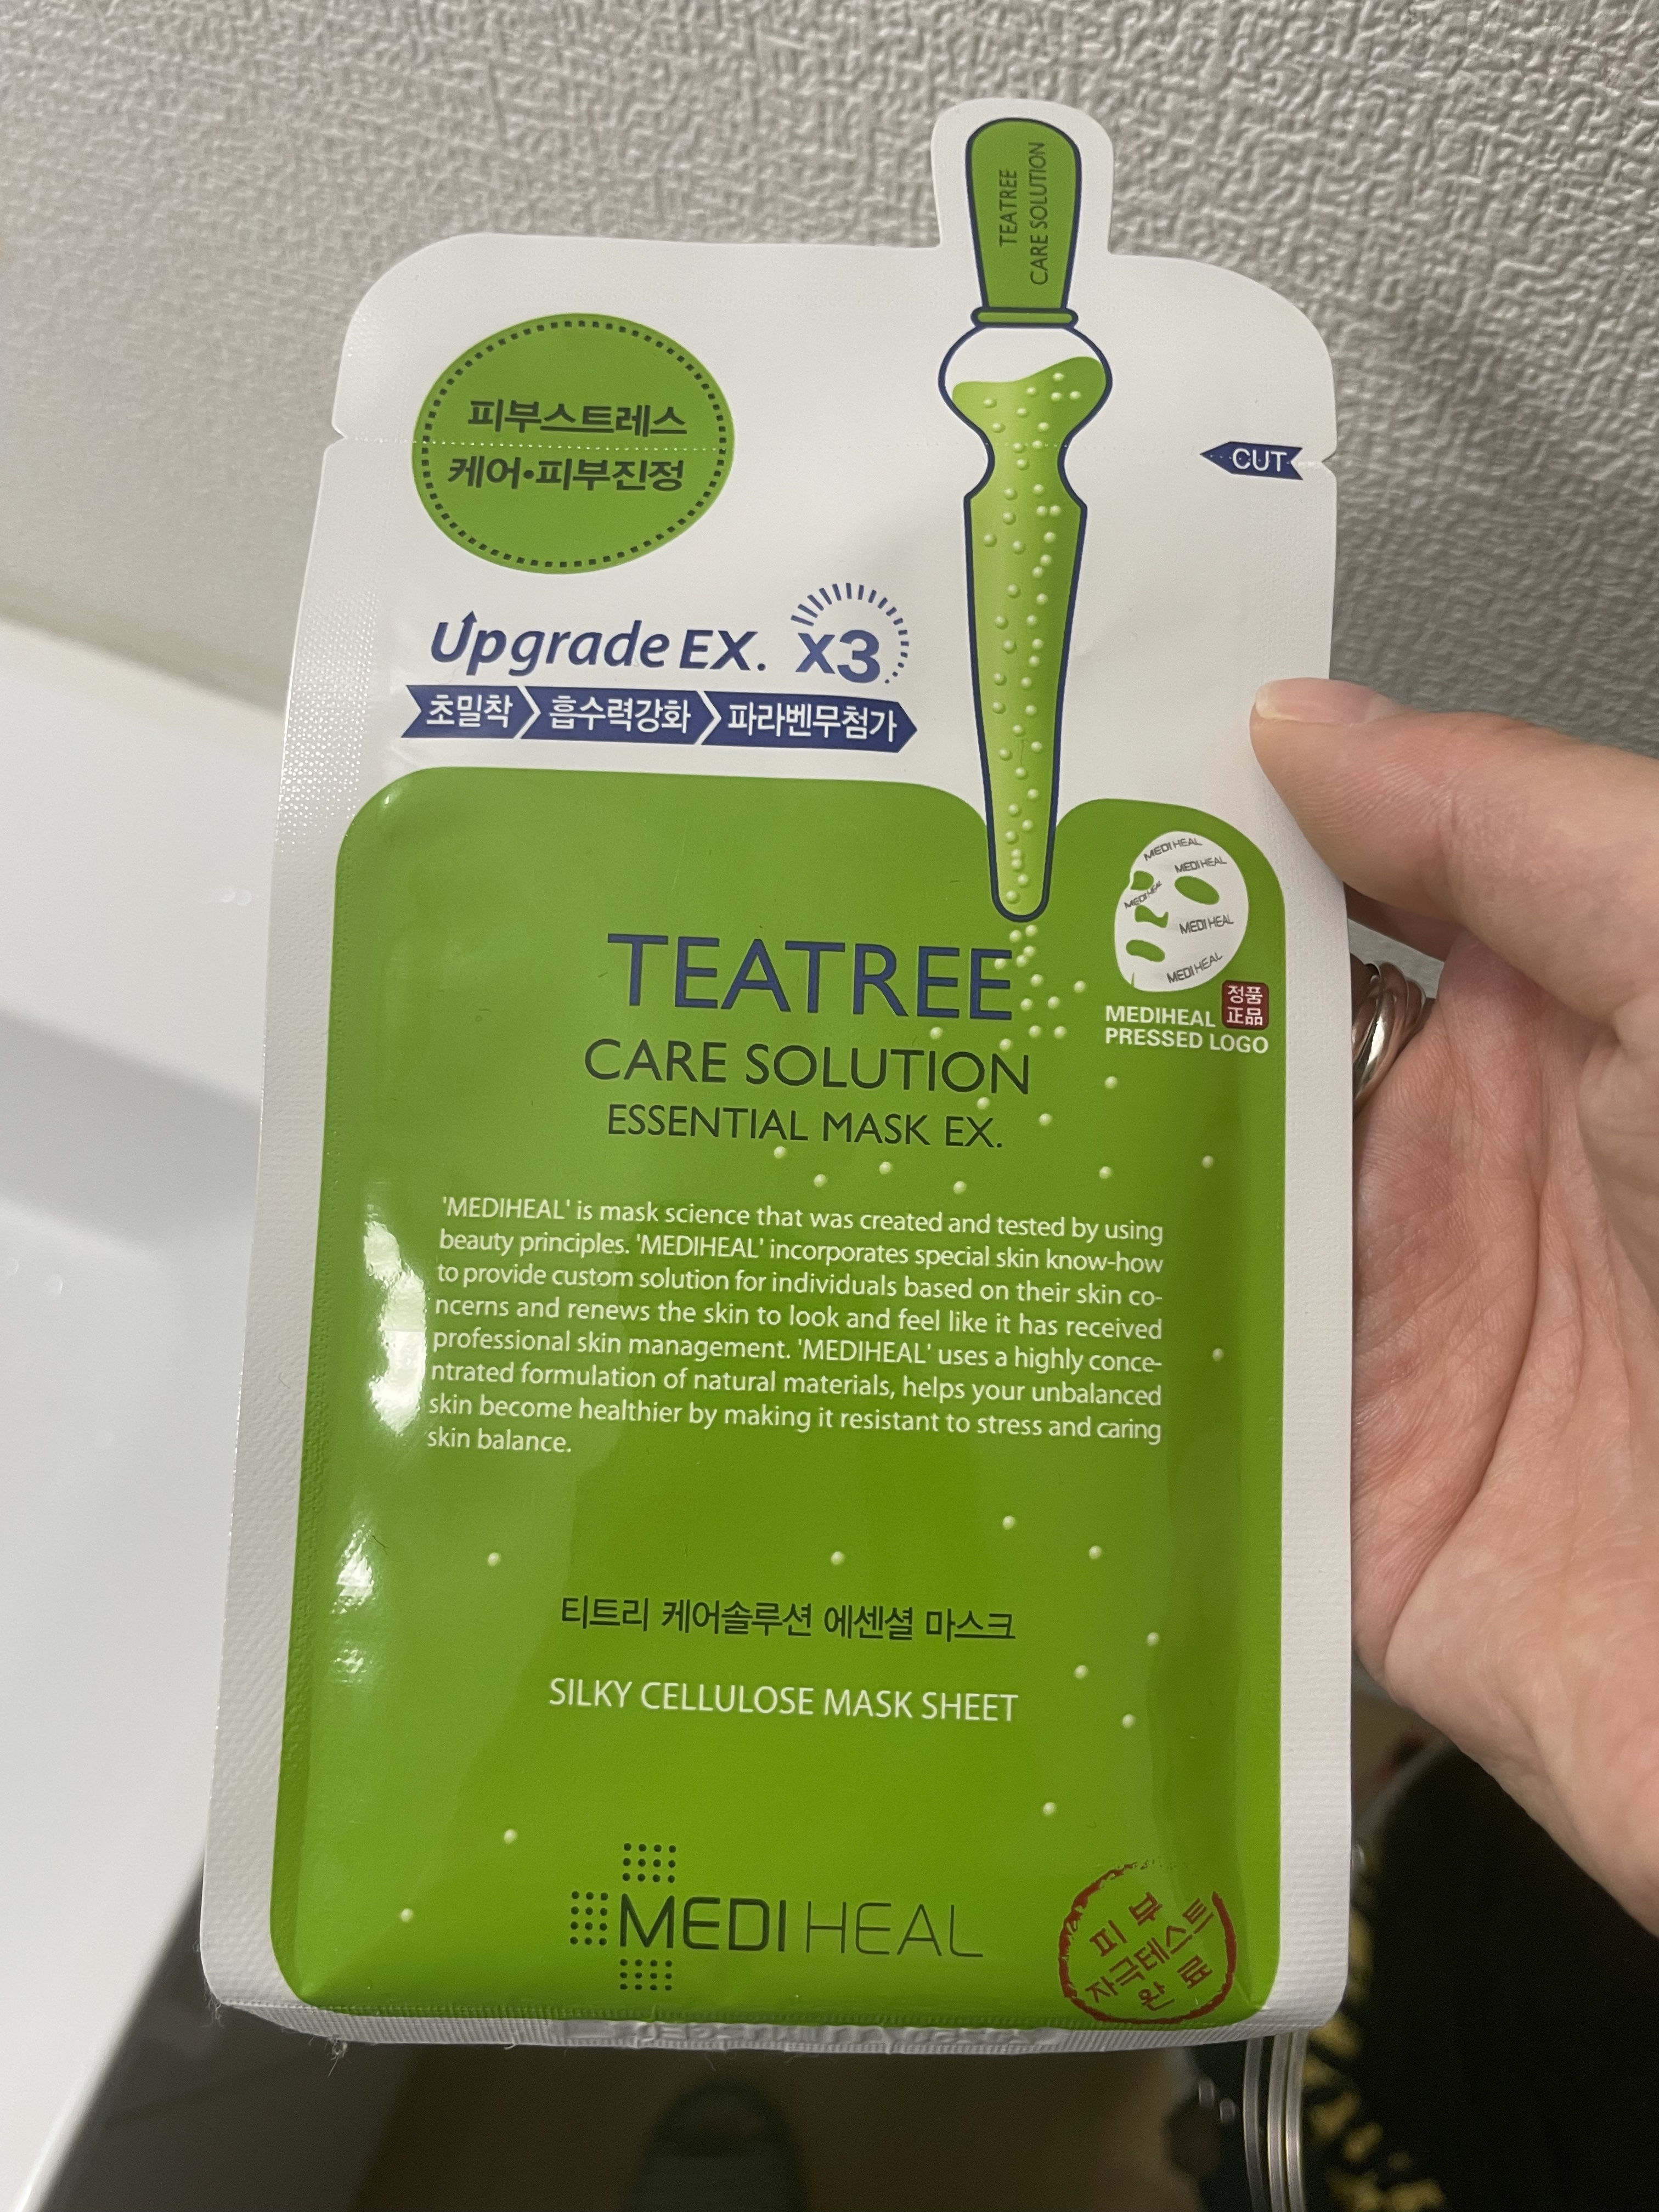 TEATREE
CARE SOLUTION
피부스트레스
케어•피부진정
CUT
Upgrade EX. x3
초밀착 흡수력강화 파라벤무첨가
MEDIHEAL
MEDIHEAL
MEDIHEAL
MEDIHEAL
MEDIHEAL
정품
正品
MEDIHEAL
PRESSED LOGO
TEATREE
CARE SOLUTION
ESSENTIAL MASK EX.
'MEDIHEAL' is mask science that was created and tested by using
beauty principles. 'MEDIHEAL' incorporates special skin know-how
to provide custom solution for individuals based on their skin co-
ncerns and renews the skin to look and feel like it has received
professional skin management. 'MEDIHEAL' uses a highly conce-
ntrated formulation of natural materials, helps your unbalanced
skin become healthier by making it resistant to stress and caring
skin balance.
티트리 케어솔루션 에센셜 마스크
SILKY CELLULOSE MASK SHEET
MEDIHEAL
피부
자극테스트
완료